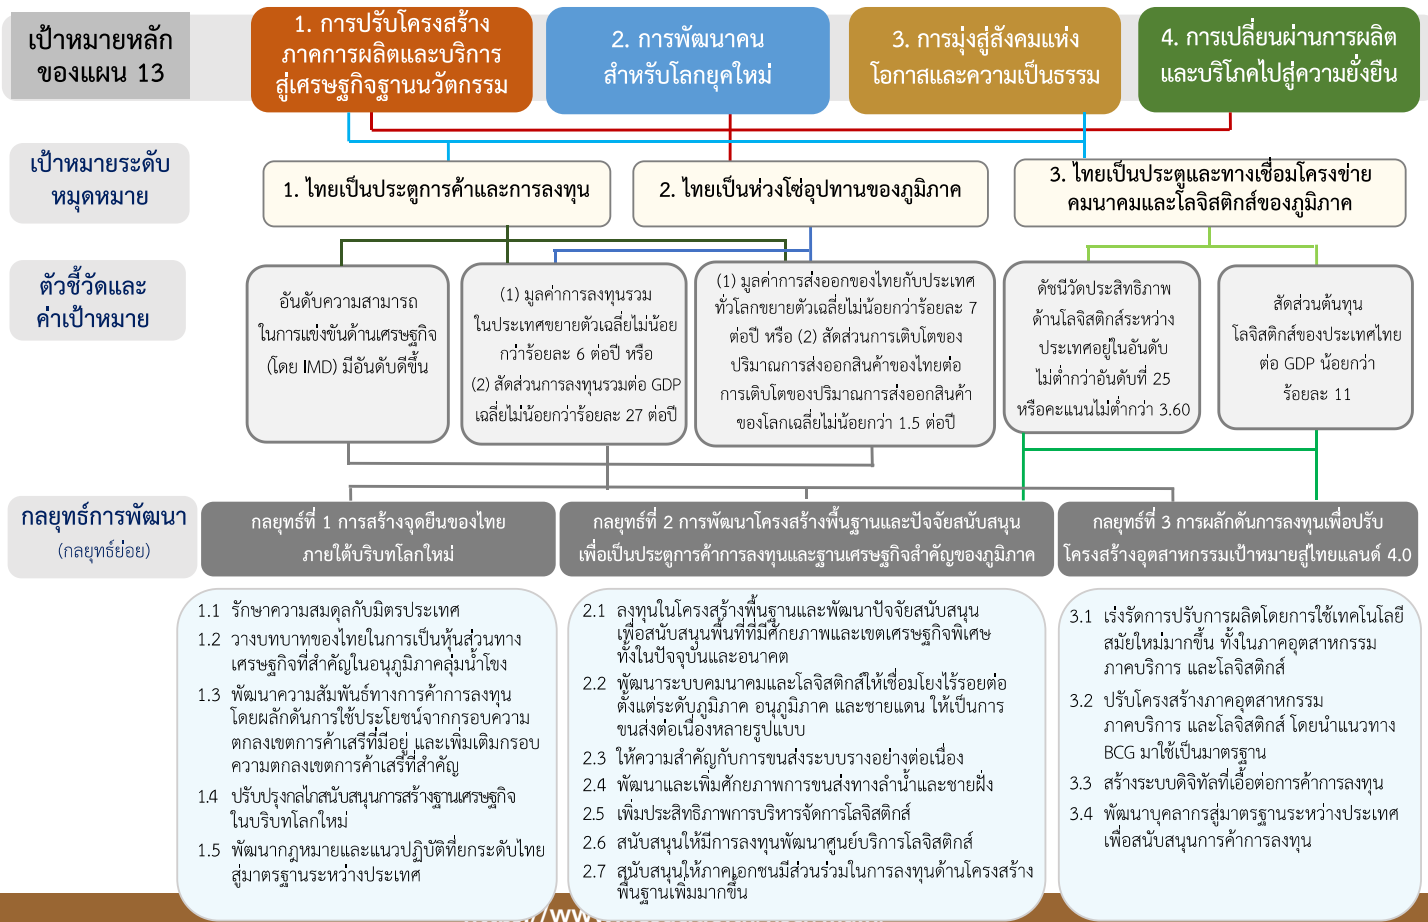 เป้าหมายหลัก
ของแผน 13
1. การปรับโครงสร้าง
ภาคการผลิตและบริการ
สู่เศรษฐกิจฐานนวัตกรรม
2. การพัฒนาคน
สำหรับโลกยุคใหม่
3. การมุ่งสู่สังคมแห่ง
โอกาสและความเป็นธรรม
4. การเปลี่ยนผ่านการผลิต
และบริโภคไปสู่ความยั่งยืน
เป้าหมายระดับ
หมุดหมาย
1. ไทยเป็นประตูการค้าและการลงทุน
2. ไทยเป็นห่วงโซ่อุปทานของภูมิภาค
3. ไทยเป็นประตูและทางเชื่อมโครงข่าย
คมนาคมและโลจิสติกส์ของภูมิภาค
ตัวชี้วัดและ
ค่าเป้าหมาย
อันดับความสามารถ
ในการแข่งขันด้านเศรษฐกิจ
(โดย IMD) มีอันดับดีขึ้น
(1) มูลค่าการลงทุนรวม
ในประเทศขยายตัวเฉลี่ยไม่น้อย
กว่าร้อยละ 6 ต่อปี หรือ
(2) สัดส่วนการลงทุนรวมต่อ GDP
เฉลี่ยไม่น้อยกว่าร้อยละ 27 ต่อปี
(1) มูลค่าการส่งออกของไทยกับประเทศ
ทั่วโลกขยายตัวเฉลี่ยไม่น้อยกว่าร้อยละ 7
ต่อปี หรือ (2) สัดส่วนการเติบโตของ
ปริมาณการส่งออกสินค้าของไทยต่อ
การเติบโตของปริมาณการส่งออกสินค้า
ของโลกเฉลี่ยไม่น้อยกว่า 1.5 ต่อปี
ดัชนีวัดประสิทธิภาพ
ด้านโลจิสติกส์ระหว่าง
ประเทศอยู่ในอันดับ
ไม่ต่ำกว่าอันดับที่ 25
หรือคะแนนไม่ต่ำกว่า 3.60
สัดส่วนต้นทุน
โลจิสติกส์ของประเทศไทย
ต่อ GDP น้อยกว่า
ร้อยละ 11
กลยุทธ์การพัฒนา
(กลยุทธ์ย่อย)
กลยุทธ์ที่ 1 การสร้างจุดยืนของไทย
ภายใต้บริบทโลกใหม่
กลยุทธ์ที่ 2 การพัฒนาโครงสร้างพื้นฐานและปัจจัยสนับสนุน
เพื่อเป็นประตูการค้าการลงทุนและฐานเศรษฐกิจสำคัญของภูมิภาค
กลยุทธ์ที่ 3 การผลักดันการลงทุนเพื่อปรับ
โครงสร้างอุตสาหกรรมเป้าหมายสู่ไทยแลนด์ 4.0
1.1 รักษาความสมดุลกับมิตรประเทศ
1.2 วางบทบาทของไทยในการเป็นหุ้นส่วนทาง
เศรษฐกิจที่สำคัญในอนุภูมิภาคลุ่มน้ำโขง
1.3 พัฒนาความสัมพันธ์ทางการค้าการลงทุน
โดยผลักดันการใช้ประโยชน์จากกรอบความ
ตกลงเขตการค้าเสรีที่มีอยู่ และเพิ่มเติมกรอบ
ความตกลงเขตการค้าเสรีที่สำคัญ
1.4 ปรับปรุงกลไกสนับสนุนการสร้างฐานเศรษฐกิจ
ในบริบทโลกใหม่
1.5 พัฒนากฎหมายและแนวปฏิบัติที่ยกระดับไทย
สู่มาตรฐานระหว่างประเทศ
2.1 ลงทุนในโครงสร้างพื้นฐานและพัฒนาปัจจัยสนับสนุน
เพื่อสนับสนุนพื้นที่ที่มีศักยภาพและเขตเศรษฐกิจพิเศษ
ทั้งในปัจจุบันและอนาคต
2.2 พัฒนาระบบคมนาคมและโลจิสติกส์ให้เชื่อมโยงไร้รอยต่อ
ตั้งแต่ระดับภูมิภาค อนุภูมิภาค และชายแดน ให้เป็นการ
ขนส่งต่อเนื่องหลายรูปแบบ
2.3 ให้ความสำคัญกับการขนส่งระบบรางอย่างต่อเนื่อง
2.4 พัฒนาและเพิ่มศักยภาพการขนส่งทางลำน้ำและชายฝั่ง
2.5 เพิ่มประสิทธิภาพการบริหารจัดการโลจิสติกส์
2.6 สนับสนุนให้มีการลงทุนพัฒนาศูนย์บริการโลจิสติกส์
2.7 สนับสนุนให้ภาคเอกชนมีส่วนร่วมในการลงทุนด้านโครงสร้าง
พื้นฐานเพิ่มมากขึ้น
3.1 เร่งรัดการปรับการผลิตโดยการใช้เทคโนโลยี
สมัยใหม่มากขึ้น ทั้งในภาคอุตสาหกรรม
ภาคบริการ และโลจิสติกส์
3.2 ปรับโครงสร้างภาคอุตสาหกรรม
ภาคบริการ และโลจิสติกส์ โดยนำแนวทาง
BCG มาใช้เป็นมาตรฐาน
3.3 สร้างระบบดิจิทัลที่เอื้อต่อการค้าการลงทุน
3.4 พัฒนาบุคลากรสู่มาตรฐานระหว่างประเทศ
เพื่อสนับสนุนการค้าการลงทุน